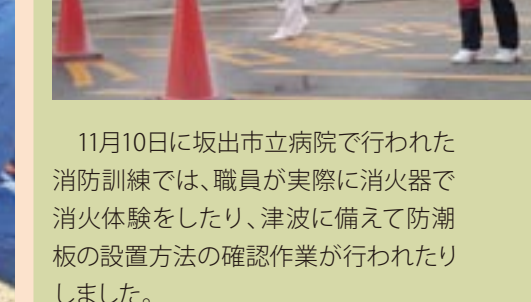 11月10日に坂出市立病院で行われた
消防訓練では、職員が実際に消火器で
消火体験をしたり、津波に備えて防潮
板の設置方法の確認作業が行われたり
しました。